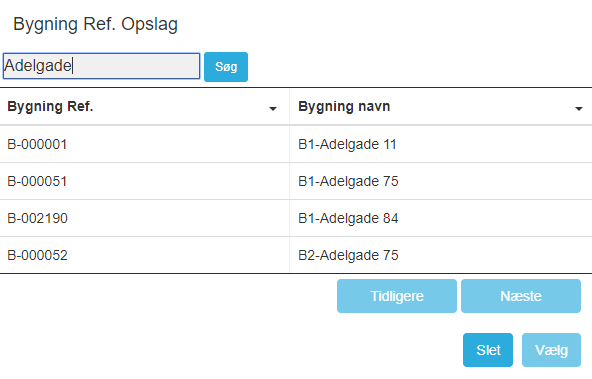 Bygning Ref. Opslag
Adelgade Søg
Bygning Ref. Bygning navn
B-000001 B1-Adelgade 11
B-000051 B1-Adelgade 75
B-002190 B1-Adelgade 84
B-000052 B2-Adelgade 75
Tidligere Næste
Slet Vælg